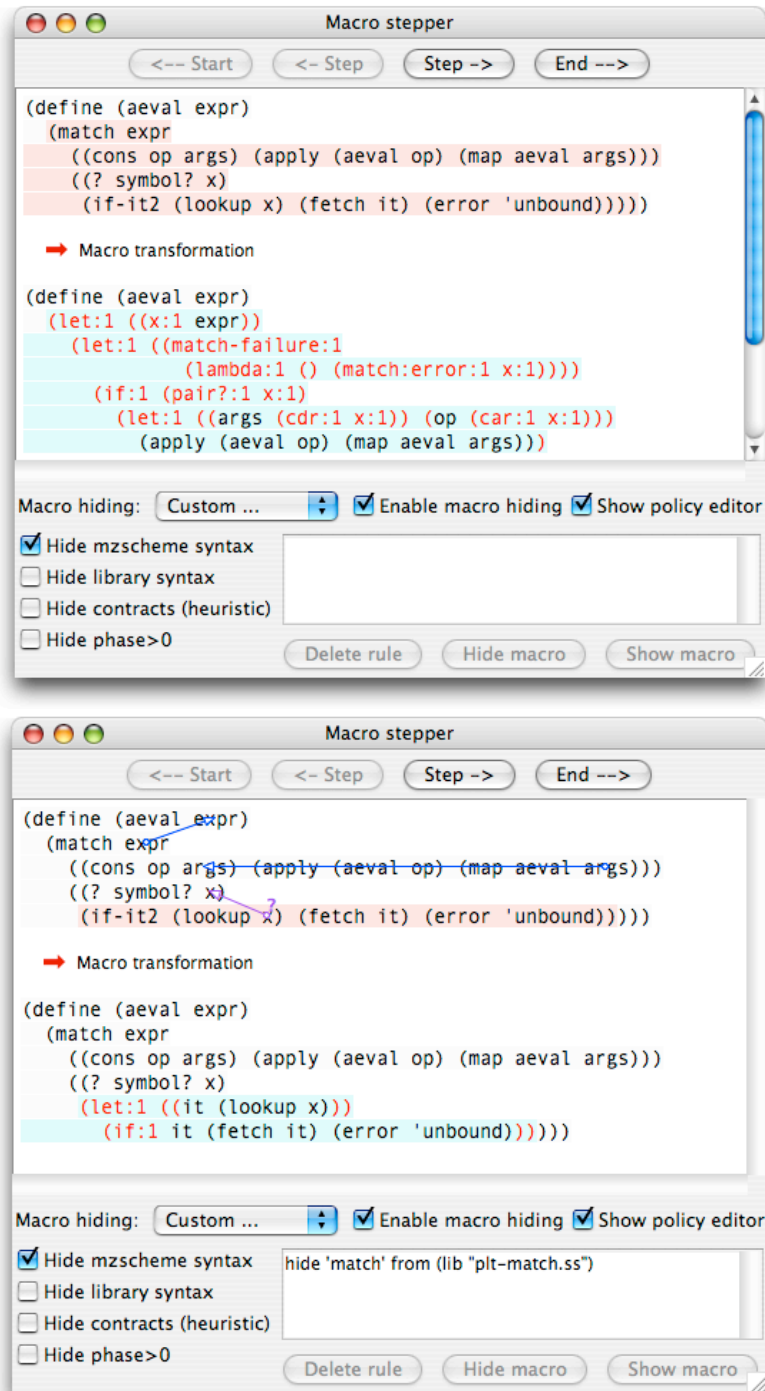 Macro stepper
<-- Start <- Step Step -> End -->
(define (aeval expr)
(match expr
((cons op args) (apply (aeval op) (map aeval args)))
((? symbol? x)
(if-it2 (lookup x) (fetch it) (error 'unbound)))))
Macro transformation
(define (aeval expr)
(let:1 ((x:1 expr))
(let:1 ((match-failure:1
(lambda:1 () (match:error:1 x:1))))
(if:1 (pair?:1 x:1)
(let:1 ((args (cdr:1 x:1)) (op (car:1 x:1)))
(apply (aeval op) (map aeval args)))
Macro hiding: Custom ... Enable macro hiding Show policy editor
Hide mzscheme syntax
Hide library syntax
Hide contracts (heuristic)
Hide phase>0
Delete rule Hide macro Show macro
Macro stepper
<-- Start <- Step Step -> End -->
(define (aeval expr)
(match expr
((cons op args) (apply (aeval op) (map aeval args)))
((? symbol? x)
?
(if-it2 (lookup x) (fetch it) (error 'unbound)))))
Macro transformation
(define (aeval expr)
(match expr
((cons op args) (apply (aeval op) (map aeval args)))
((? symbol? x)
(let:1 ((it (lookup x)))
(if:1 it (fetch it) (error 'unbound))))))
Macro hiding: Custom ... Enable macro hiding Show policy editor
Hide mzscheme syntax hide 'match' from (lib "plt-match.ss")
Hide library syntax
Hide contracts (heuristic)
Hide phase>0
Delete rule Hide macro Show macro